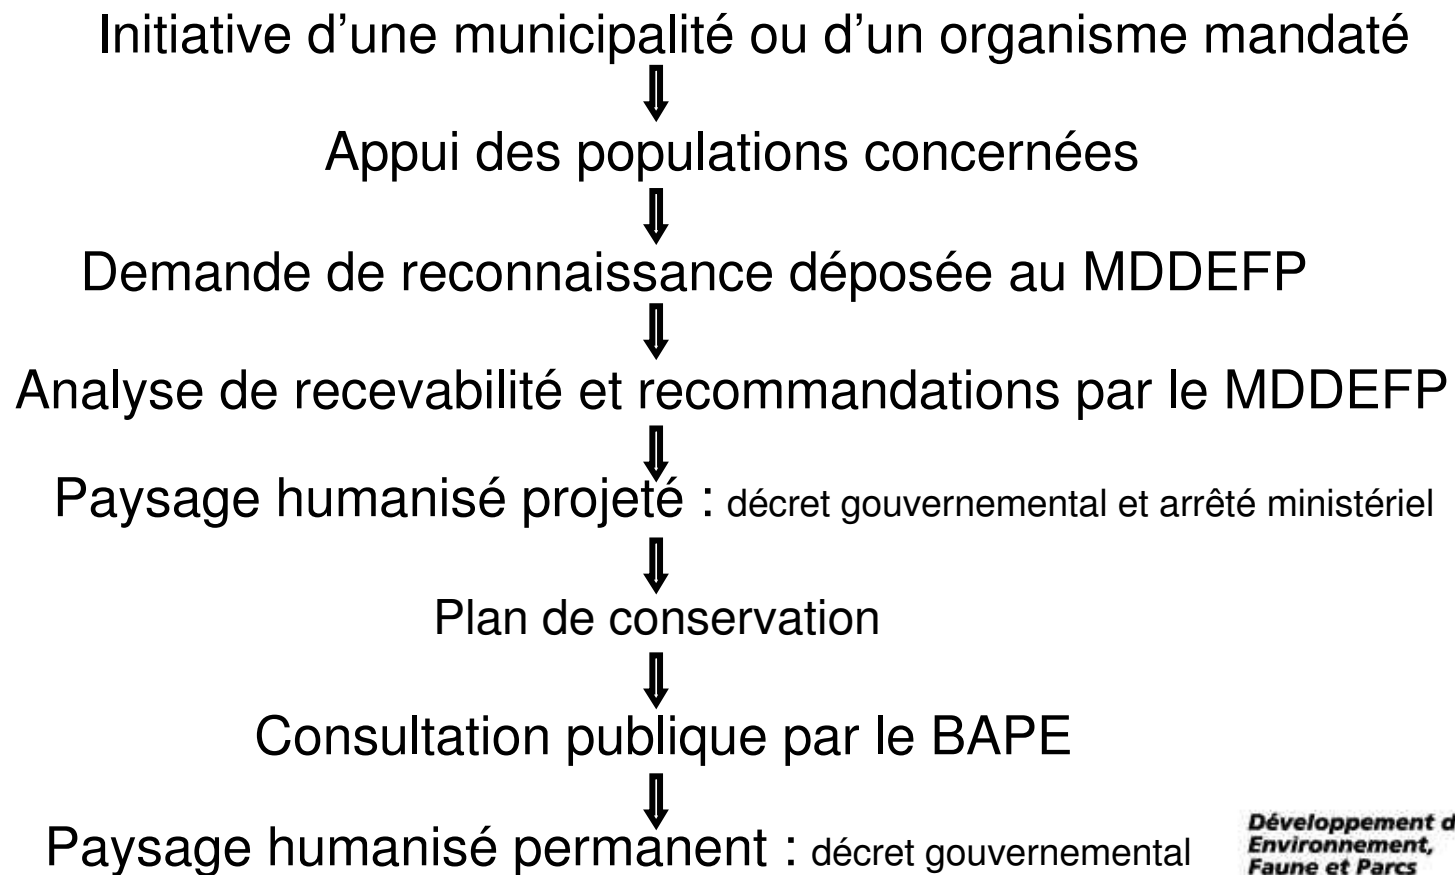 Initiative d’une municipalité ou d’un organisme mandaté
Appui des populations concernées
Demande de reconnaissance déposée au MDDEFP
Analyse de recevabilité et recommandations par le MDDEFP
Paysage humanisé projeté : décret gouvernemental et arrêté ministériel
Plan de conservation
Consultation publique par le BAPE
Paysage humanisé permanent : décret gouvernemental
Développement d
Environnement,
Faune et Parcs